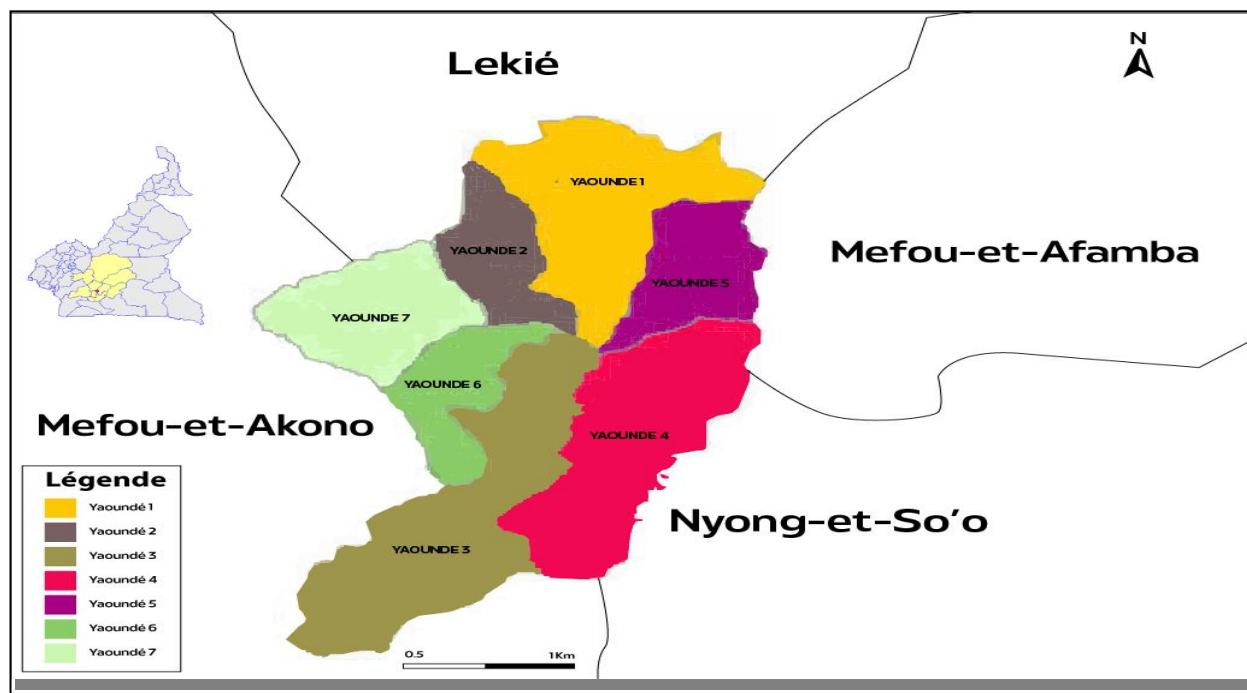 N
Lekié
YAOUNDE 1
YAOUNDE 2
Mefou-et-Afamba
YAOUNDE 5
YAOUNDE 7
YAOUNDE 6
Mefou-et-Akono
YAOUNDE 4
Nyong-et-So'o
YAOUNDE 3
Légende
Yaoundé 1
Yaoundé 2
Yaoundé 3
Yaoundé 4
Yaoundé 5
Yaoundé 6
Yaoundé 7
0.5 1Km